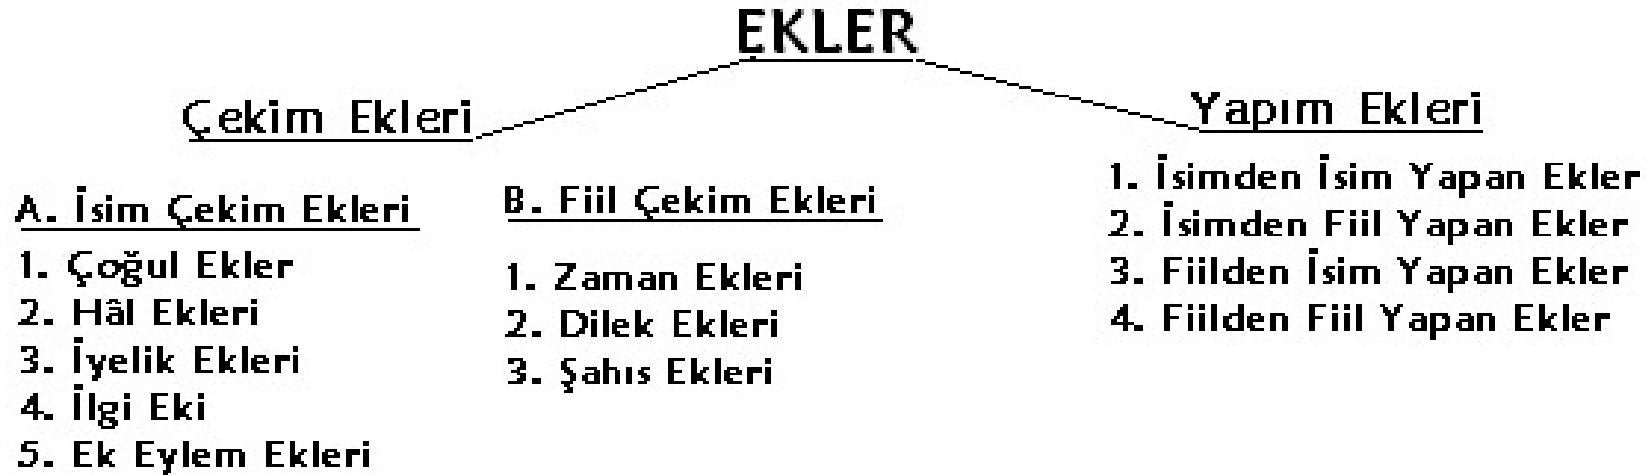 EKLER
Çekim Ekleri
A. İsim Çekim Ekleri
1. Çoğul Ekler
2. Hâl Ekleri
3. İyelik Ekleri
4. İlgi Eki
5. Ek Eylem Ekleri
B. Fiil Çekim Ekleri
1. Zaman Ekleri
2. Dilek Ekleri
3. Şahıs Ekleri
Yapım Ekleri
1. İsimden İsim Yapan Ekler
2. İsimden Fiil Yapan Ekler
3. Fiilden İsim Yapan Ekler
4. Fiilden Fiil Yapan Ekler